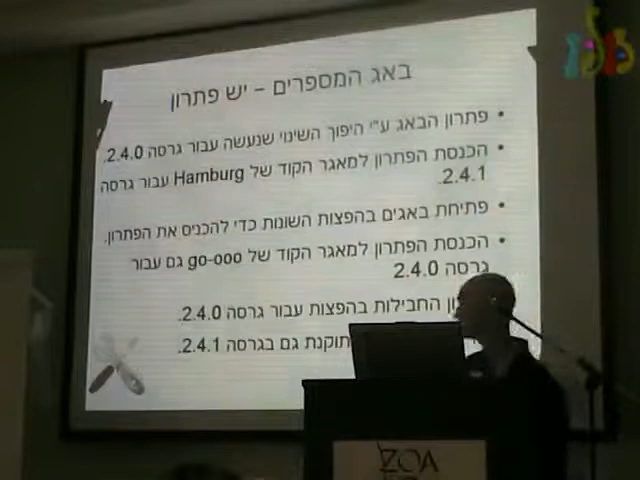 באג המספרים – יש פתרון
• פתרון הבאג ע"י היפוך השינוי שנעשה עבור גרסה 2.4.0.
• הכנסת הפתרון למאגר הקוד של Hamburg עבור גרסה
2.4.1.
• פתיחת באגים בהפצות השונות כדי להכניס את הפתרון.
• הכנסת הפתרון למאגר הקוד של go-ooo גם עבור
גרסה 2.4.0
החבילות בהפצות עבור גרסה 2.4.0.
תוקנת גם בגרסה 2.4.1.
ZOA